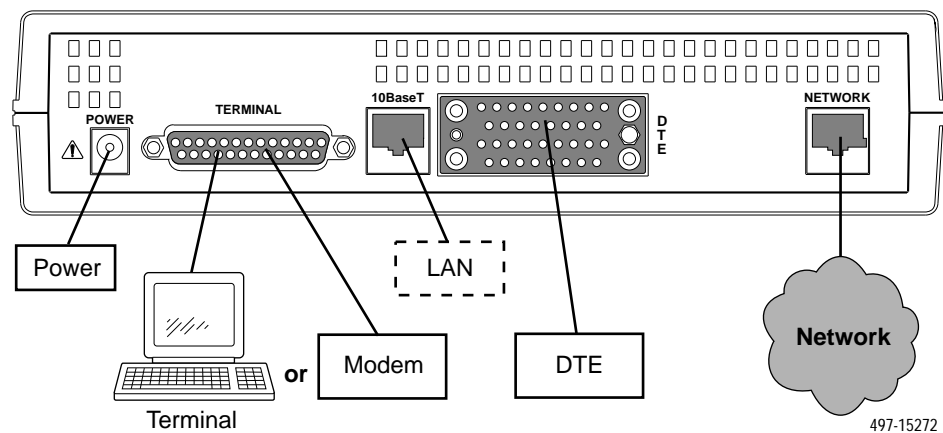 10BaseT
NETWORK
TERMINAL
POWER
D
T
E
Power
LAN
Network
or
Modem
DTE
Terminal
497-15272